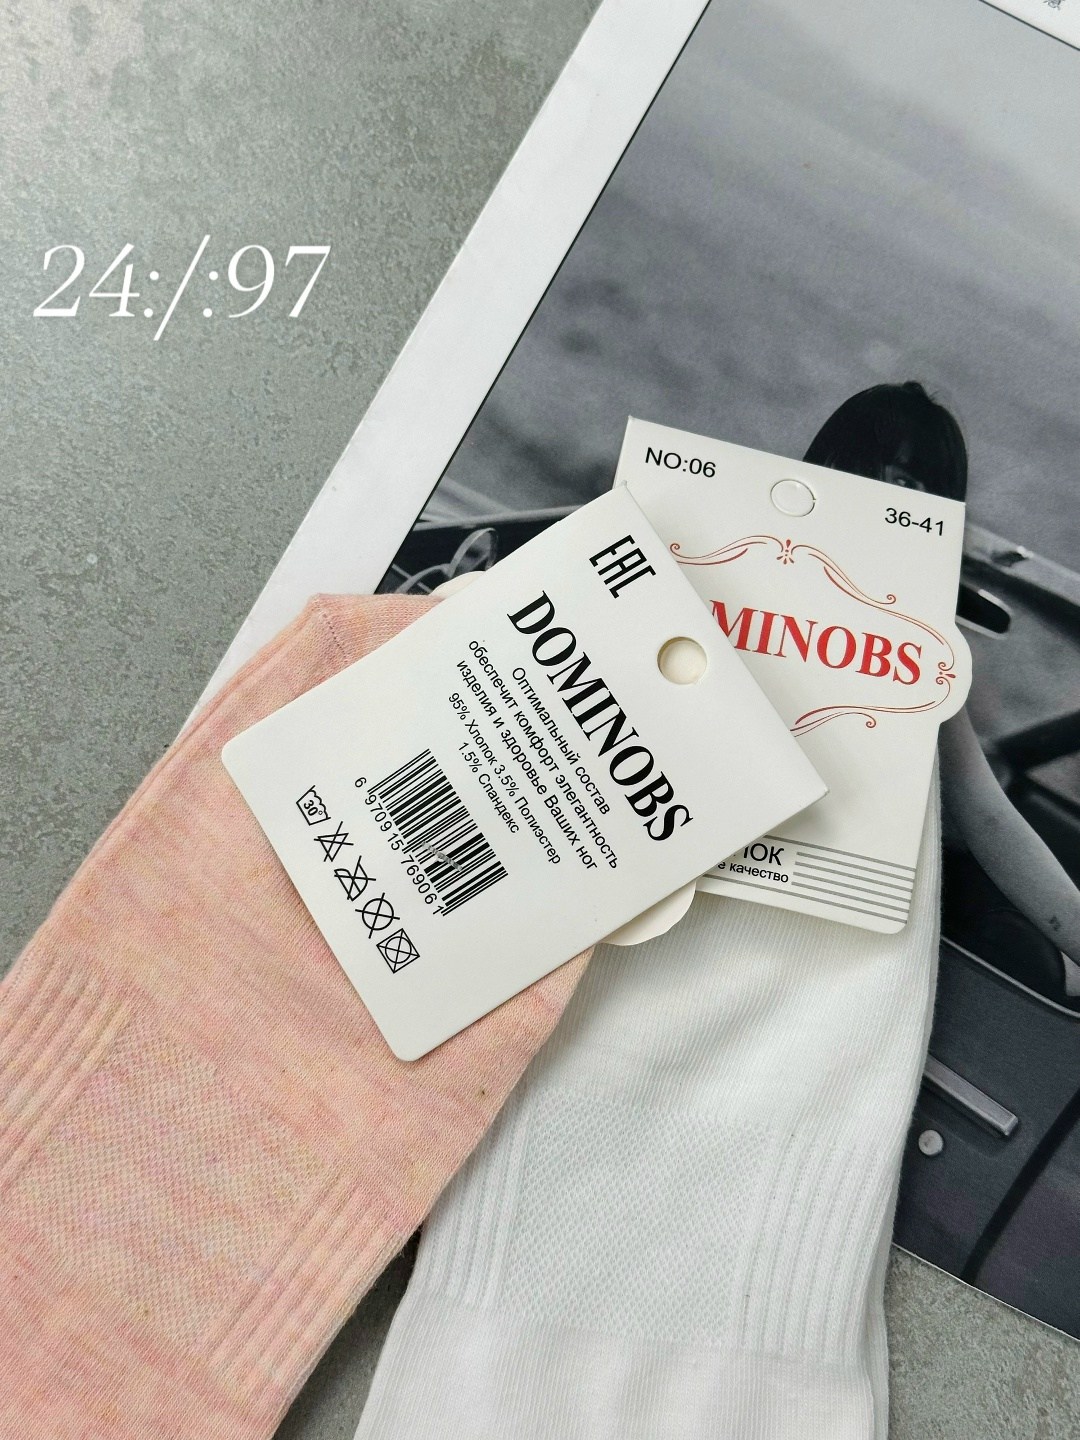 24:/:97
NO:06
36-41
MINOBS
ЛОК
е качество
EAC
DOMINOBS
Оптимальный состав
обеспечит комфорт элегантность
изделия и здоровье Ваших ног
95% Хлопок 3.5% Полиэстер
1.5% Спандекс
6 970915 769061
30°